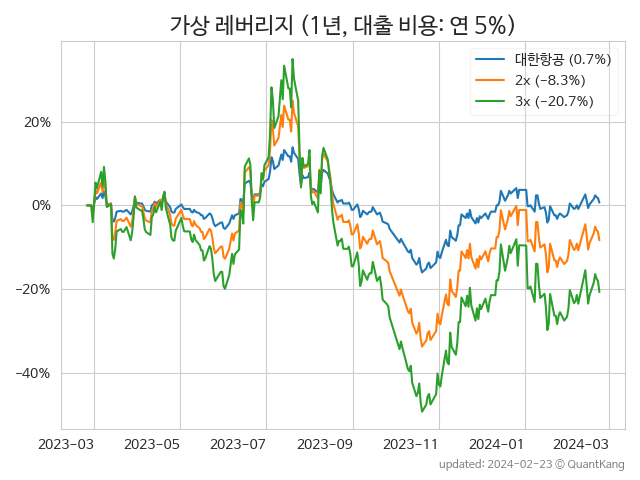 가상 레버리지 (1년, 대출 비용: 연 5%)
대한항공 (0.7%)
2x (−8.3%)
3x (−20.7%)
20%
0%
−20%
−40%
2023-03 2023-05 2023-07 2023-09 2023-11 2024-01 2024-03
updated: 2024-02-23 © QuantKang